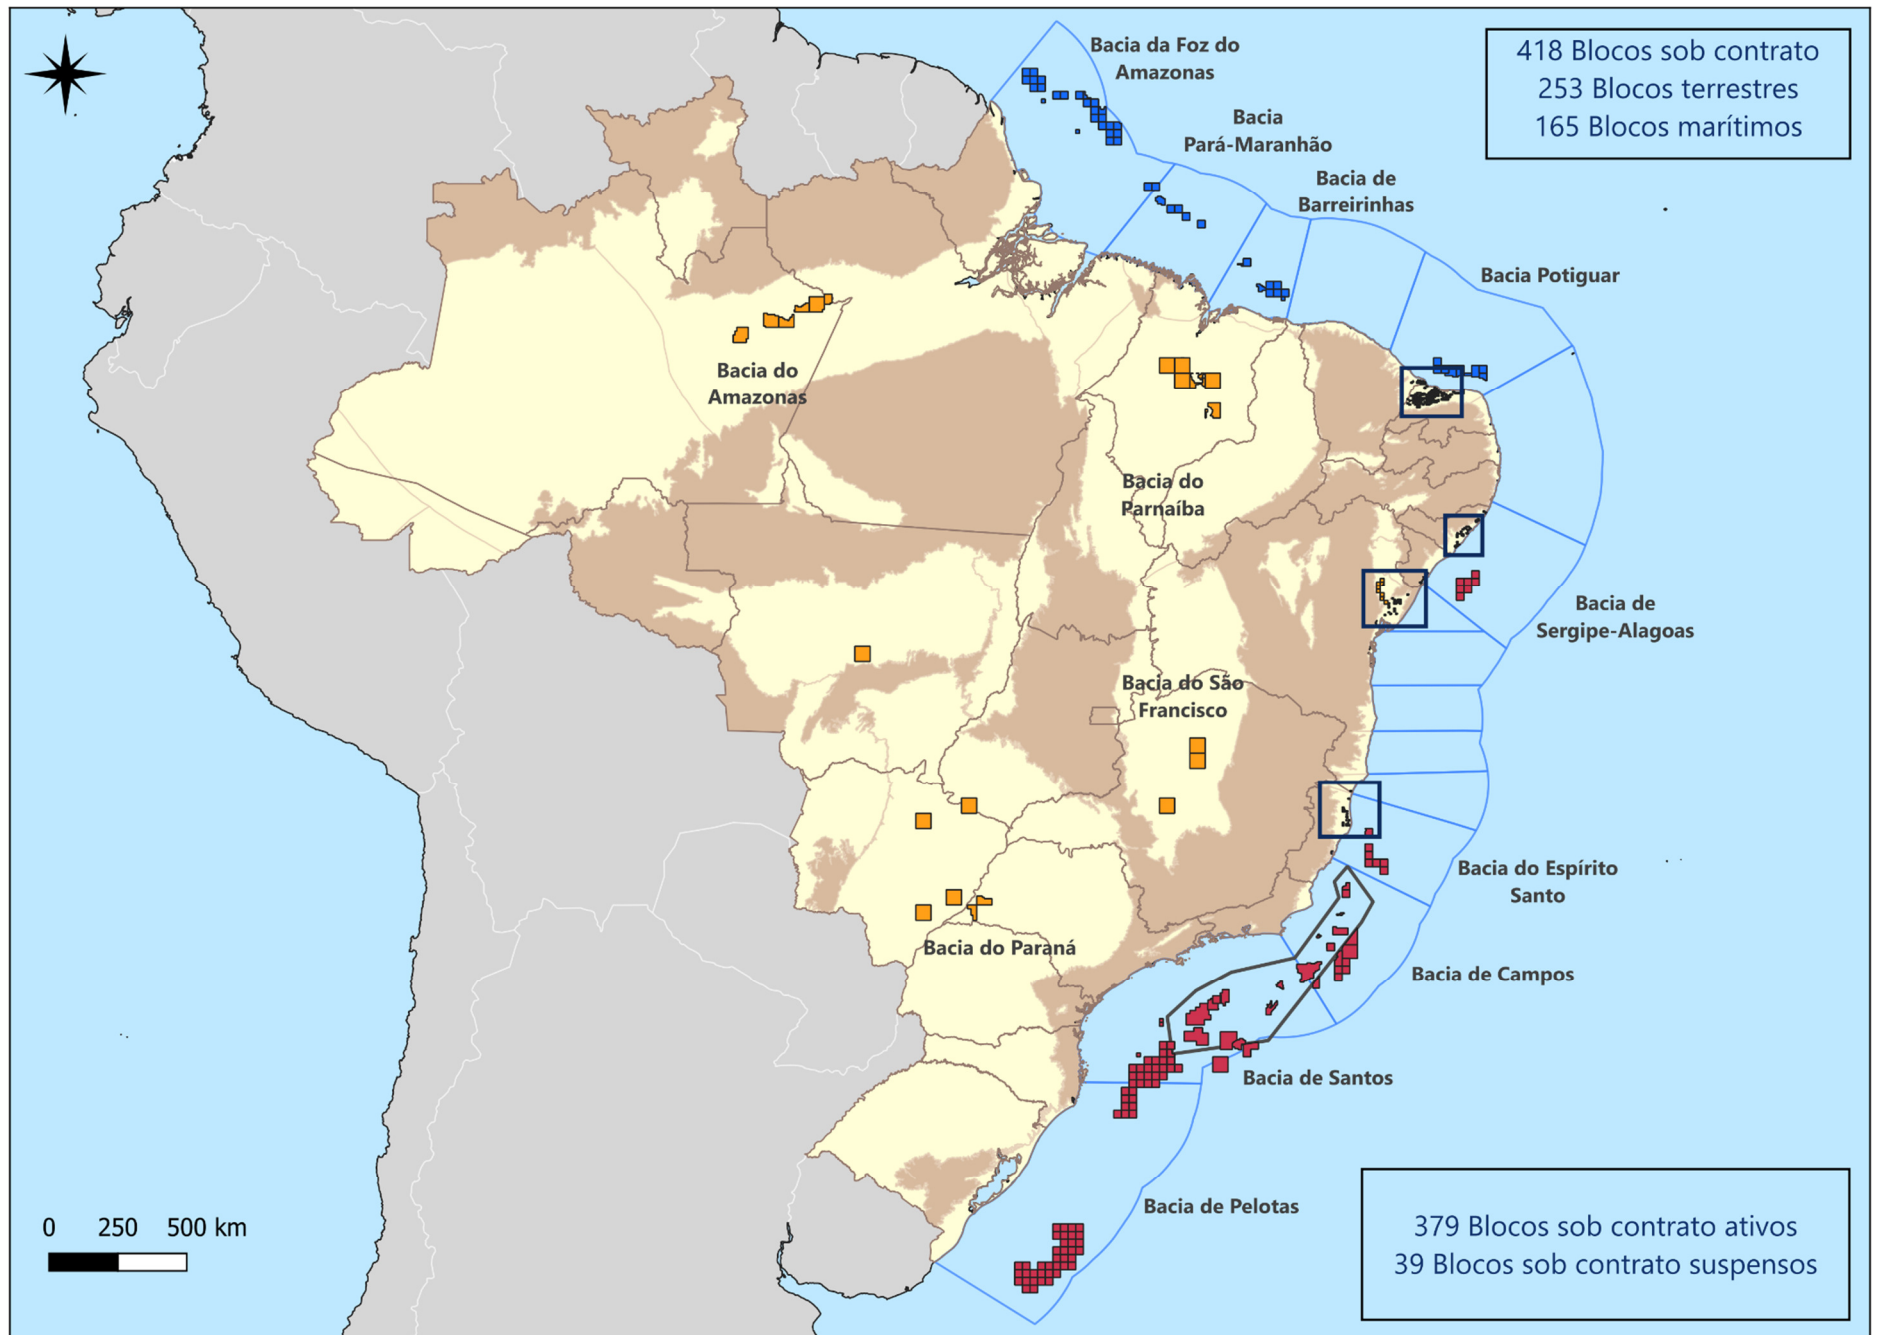 Bacia da Foz do
Amazonas
418 Blocos sob contrato
253 Blocos terrestres
165 Blocos marítimos
Bacia
Pará-Maranhão
Bacia de
Barreirinhas
Bacia Potiguar
Bacia do
Amazonas
Bacia do
Parnaíba
Bacia de
Sergipe-Alagoas
Bacia do São
Francisco
Bacia do Espírito
Santo
Bacia do Paraná
Bacia de Campos
Bacia de Santos
Bacia de Pelotas
0 250 500 km
379 Blocos sob contrato ativos
39 Blocos sob contrato suspensos